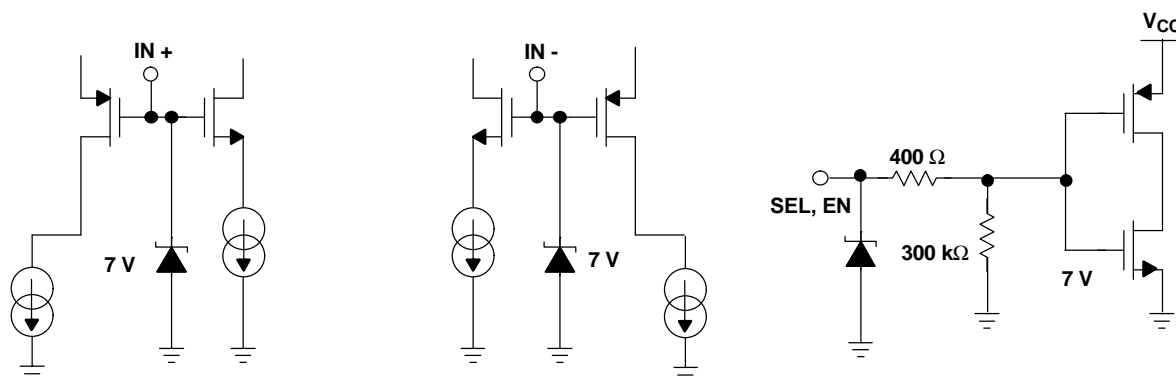 IN +
7 V
IN -
7 V
VCC
400 Ω
SEL, EN
300 kΩ
7 V